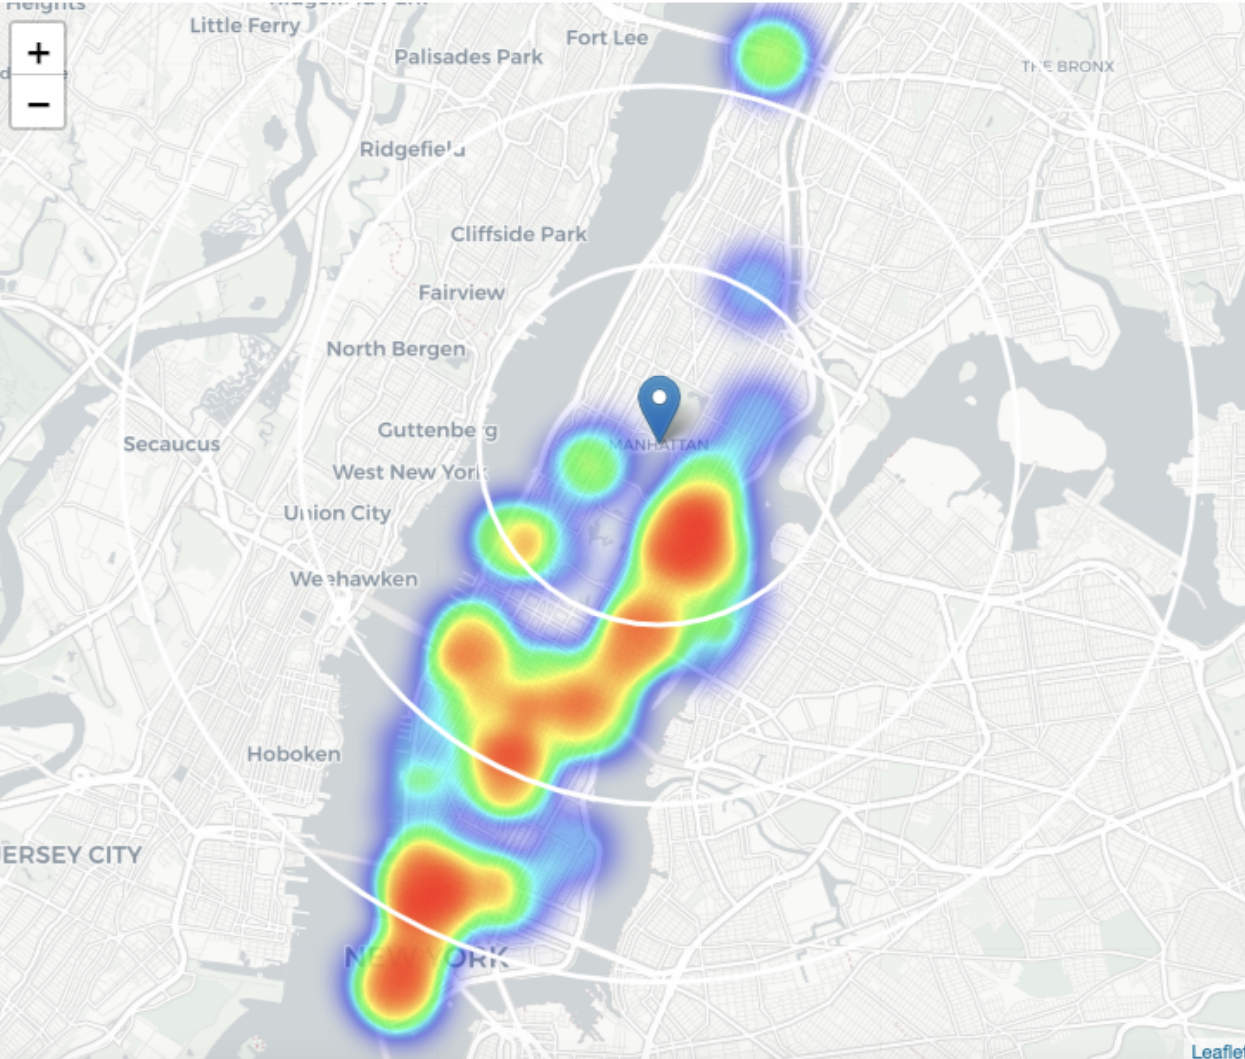 Heights
Little Ferry
Fort Lee
+
Palisades Park
THE BRONX
−
Ridgefield
Cliffside Park
Fairview
North Bergen
Guttenberg
Secaucus
MANHATTAN
West New York
Union City
Weehawken
Hoboken
JERSEY CITY
NEW YORK
Leaflet